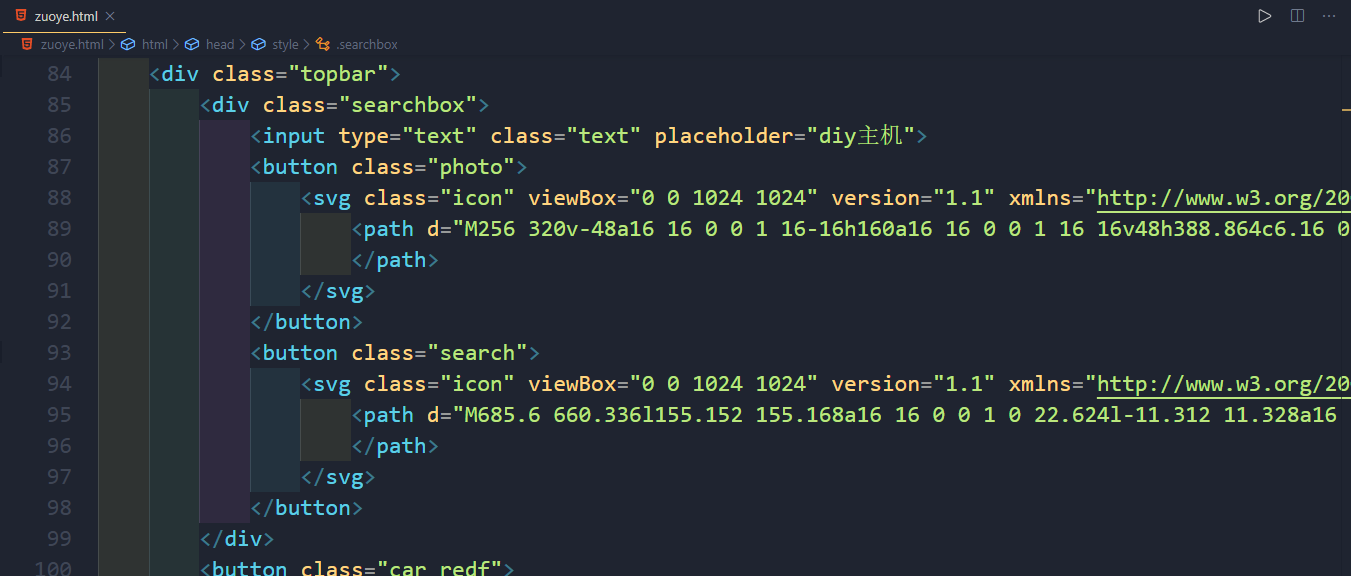 zuoye.html
zuoye.html html head style .searchbox
84 <div class="topbar">
85 <div class="searchbox">
86 <input type="text" class="text" placeholder="diy主机">
87 <button class="photo">
88 <svg class="icon" viewBox="0 0 1024 1024" version="1.1" xmlns="http://www.w3.org/20
89 <path d="M256 320v-48a16 16 0 0 1 16-16h160a16 16 0 0 1 16 16v48h388.864c6.16 0
90 </path>
91 </svg>
92 </button>
93 <button class="search">
94 <svg class="icon" viewBox="0 0 1024 1024" version="1.1" xmlns="http://www.w3.org/20
95 <path d="M685.6 660.336l155.152 155.168a16 16 0 0 1 0 22.624l-11.312 11.328a16
96 </path>
97 </svg>
98 </button>
99 </div>
100 <button class="car redf">